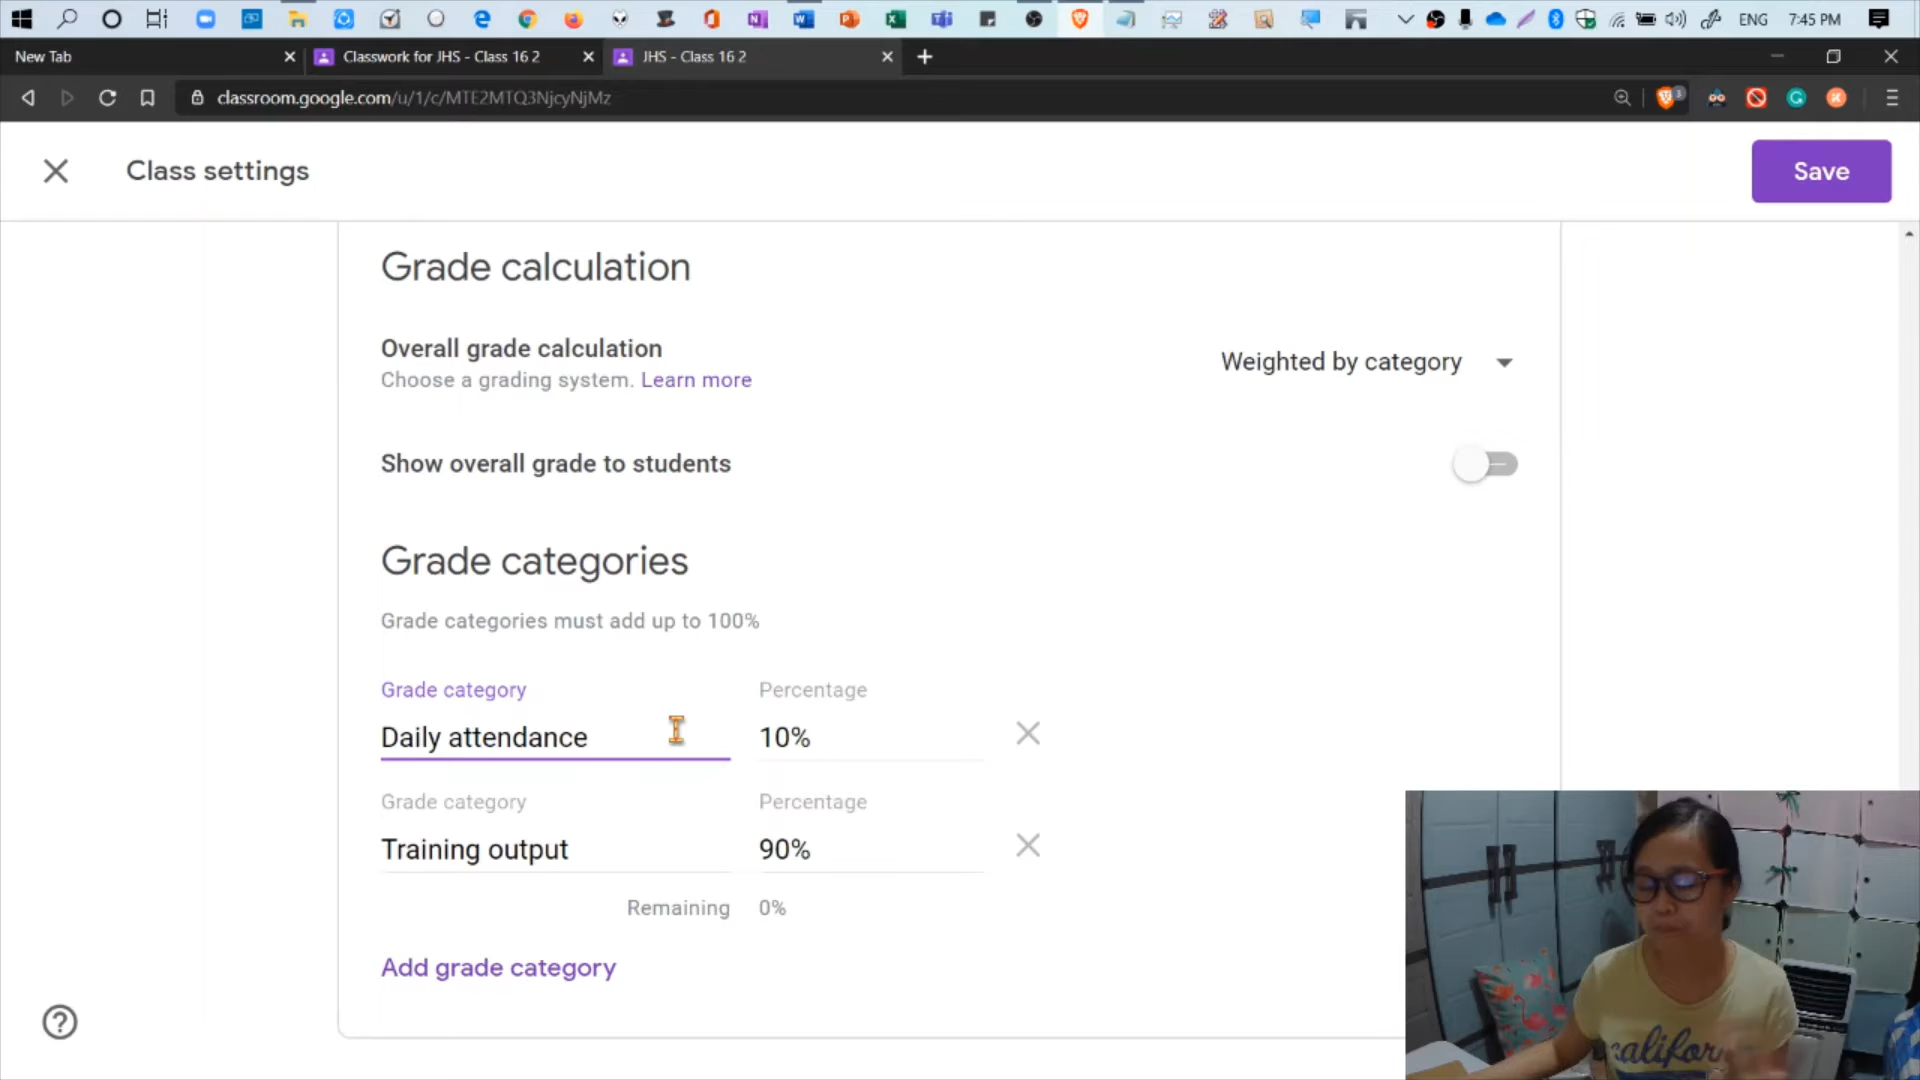 ENG 7:45 PM
New Tab
Classwork for JHS - Class 16 2
JHS - Class 16 2
classroom.google.com/u/1/c/MTE2MTQ3NjcyNjMz
3
Class settings
Save
Grade calculation
Overall grade calculation
Choose a grading system. Learn more
Weighted by category
Show overall grade to students
Grade categories
Grade categories must add up to 100%
Grade category Percentage
Daily attendance 10%
Grade category Percentage
Training output 90%
Remaining 0%
Add grade category